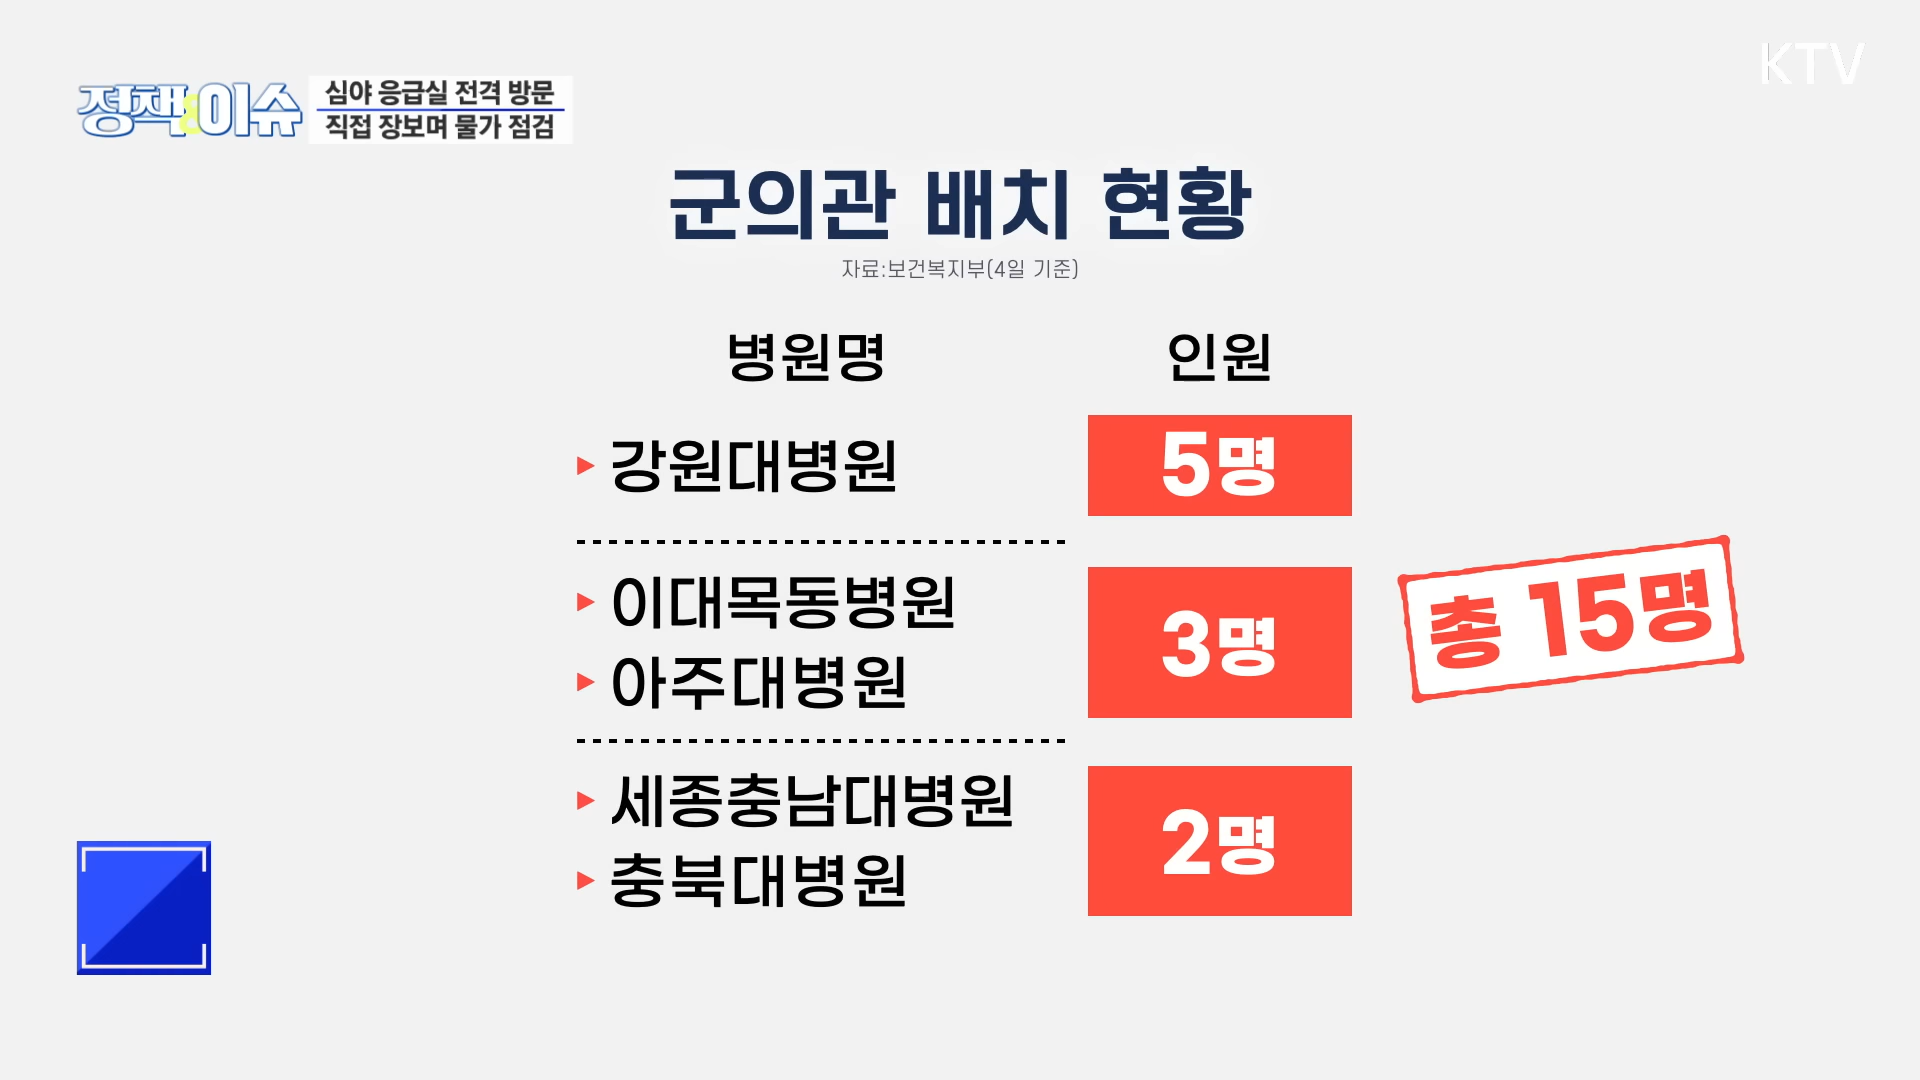 KTV
정책&이슈
심야 응급실 전격 방문
직접 장보며 물가 점검
군의관 배치 현황
자료:보건복지부(4일 기준)
병원명 인원
▶ 강원대병원 5명
▶ 이대목동병원
▶ 아주대병원
3명
총 15명
▶ 세종충남대병원
▶ 충북대병원
2명